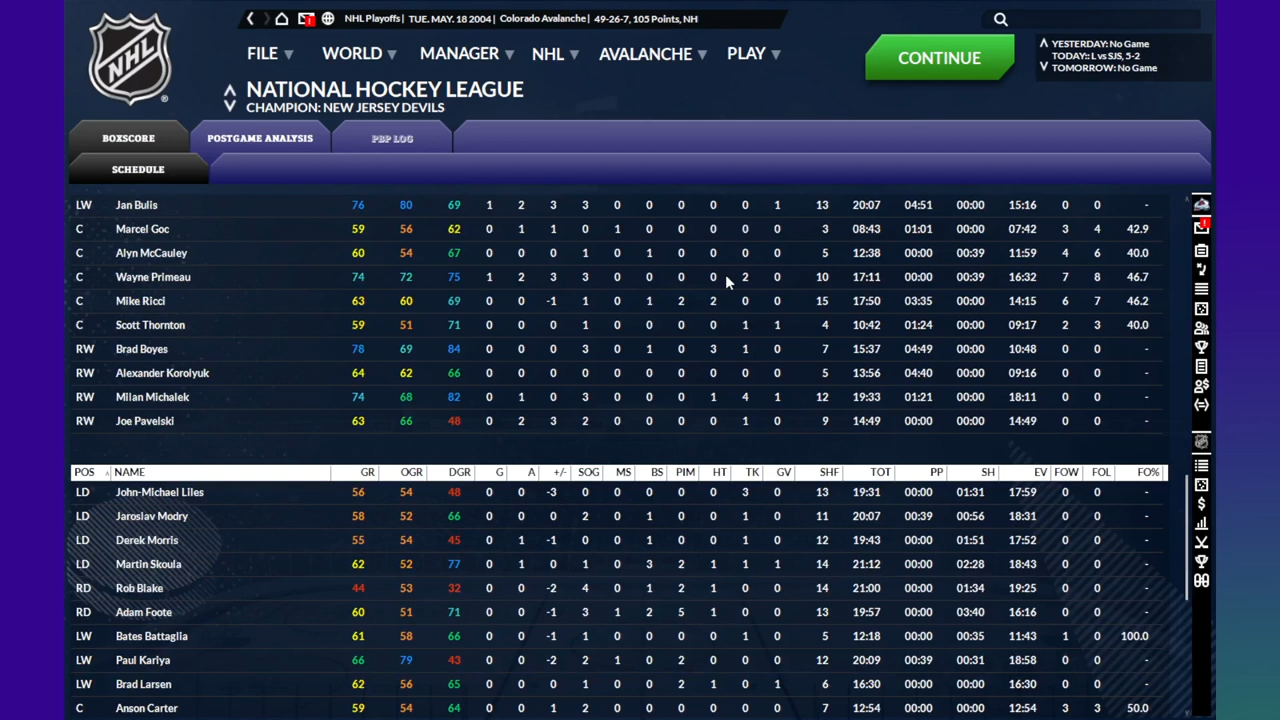 NHL Playoffs | TUE. MAY. 18 2004 | Colorado Avalanche | 49-26-7, 105 Points, NH
NHL
FILE WORLD MANAGER NHL AVALANCHE PLAY
CONTINUE
YESTERDAY: No Game
TODAY:: L vs SJS, 5-2
TOMORROW: No Game
NATIONAL HOCKEY LEAGUE
CHAMPION: NEW JERSEY DEVILS
BOXSCORE POSTGAME ANALYSIS PBP LOG
SCHEDULE
LW Jan Bulis 76 80 69 1 2 3 3 0 0 0 0 0 1 13 20:07 04:51 00:00 15:16 0 0 -
C Marcel Goc 59 56 62 0 1 1 0 1 0 0 0 0 0 3 08:43 01:01 00:00 07:42 3 4 42.9
C Alyn McCauley 60 54 67 0 0 0 1 0 1 0 0 0 0 5 12:38 00:00 00:39 11:59 4 6 40.0
C Wayne Primeau 74 72 75 1 2 3 3 0 0 0 0 2 0 10 17:11 00:00 00:39 16:32 7 8 46.7
C Mike Ricci 63 60 69 0 0 -1 1 0 1 2 2 0 0 15 17:50 03:35 00:00 14:15 6 7 46.2
C Scott Thornton 59 51 71 0 0 0 1 0 0 0 0 1 1 4 10:42 01:24 00:00 09:17 2 3 40.0
RW Brad Boyes 78 69 84 0 0 0 3 0 1 0 3 1 0 7 15:37 04:49 00:00 10:48 0 0 -
RW Alexander Korolyuk 64 62 66 0 0 0 0 0 0 0 0 0 0 5 13:56 04:40 00:00 09:16 0 0 -
RW Milan Michalek 74 68 82 0 1 0 3 0 0 0 1 4 1 12 19:33 01:21 00:00 18:11 0 0 -
RW Joe Pavelski 63 66 48 0 2 3 2 0 0 0 0 1 0 9 14:49 00:00 00:00 14:49 0 0 -
POS NAME GR OGR DGR G A +/- SOG MS BS PIM HT TK GV SHF TOT PP SH EV FOW FOL FO%
LD John-Michael Liles 56 54 48 0 0 -3 0 0 0 0 0 3 0 13 19:31 00:00 01:31 17:59 0 0 -
LD Jaroslav Modry 58 52 66 0 0 0 2 0 1 0 0 1 0 11 20:07 00:39 00:56 18:31 0 0 -
LD Derek Morris 55 54 45 0 1 -1 0 0 1 0 0 1 0 12 19:43 00:00 01:51 17:52 0 0 -
LD Martin Skoula 62 52 77 0 1 0 1 0 3 2 1 1 1 14 21:12 00:00 02:28 18:43 0 0 -
RD Rob Blake 44 53 32 0 0 -2 4 0 1 2 1 0 0 14 21:00 00:00 01:34 19:25 0 0 -
RD Adam Foote 60 51 71 0 0 -1 3 1 2 5 1 0 0 13 19:57 00:00 03:40 16:16 0 0 -
LW Bates Battaglia 61 58 66 0 0 -1 1 0 0 0 0 1 0 5 12:18 00:00 00:35 11:43 1 0 100.0
LW Paul Kariya 66 79 43 0 0 -2 2 1 0 2 0 0 0 12 20:09 00:39 00:31 18:58 0 0 -
LW Brad Larsen 62 56 65 0 0 0 1 0 0 2 1 0 1 6 16:30 00:00 00:00 16:30 0 0 -
C Anson Carter 59 54 64 0 0 1 2 0 0 0 0 0 0 7 12:54 00:00 00:00 12:54 3 3 50.0